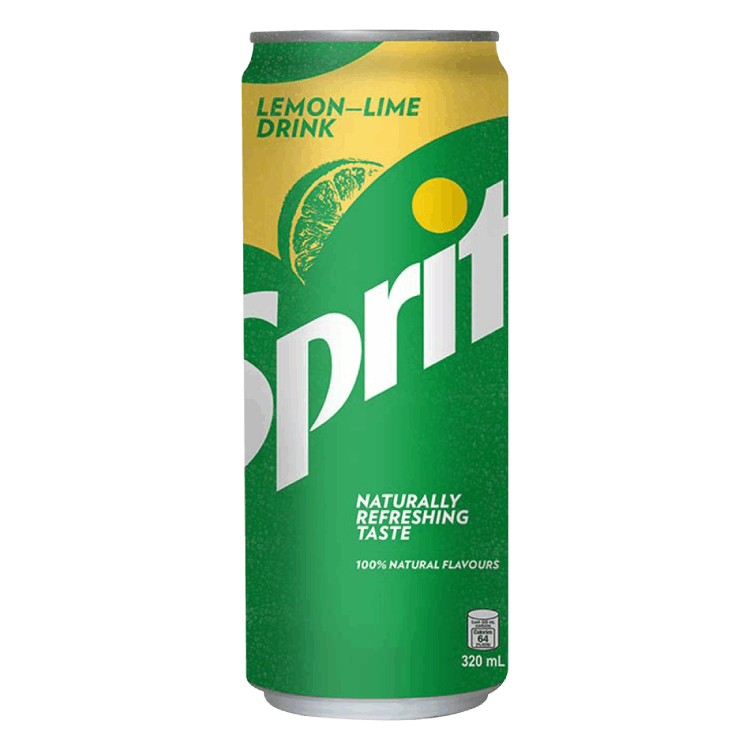 LEMON–LIME
DRINK
Sprit
NATURALLY
REFRESHING
TASTE
100% NATURAL FLAVOURS
Calories
64
320 mL